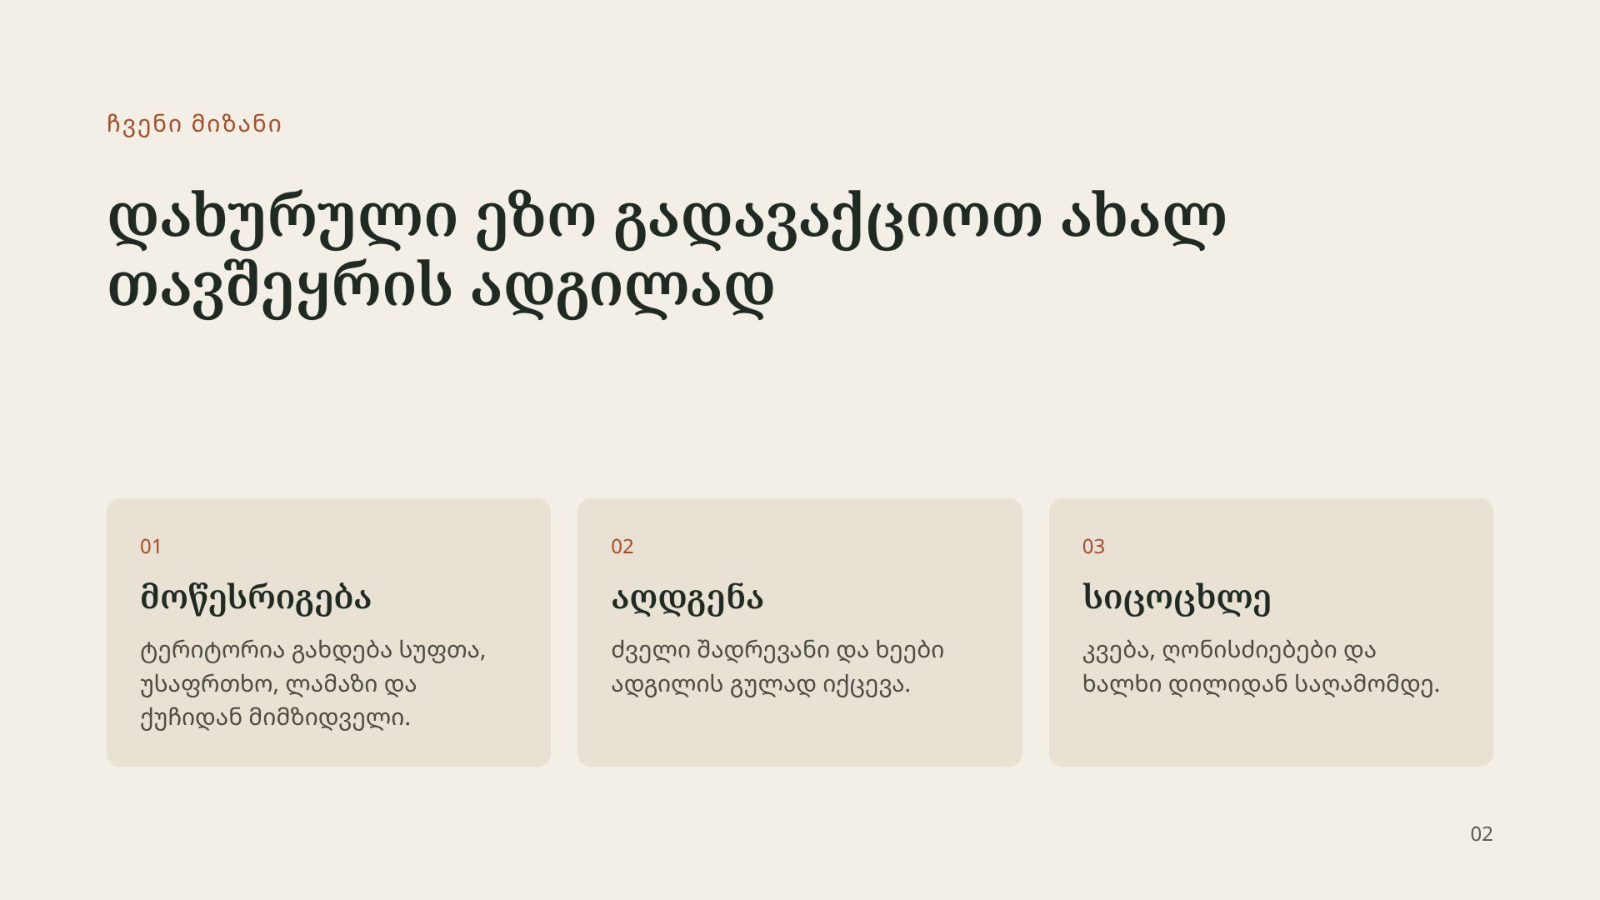 ჩვენი მიზანი
დახურული ეზო გადავაქციოთ ახალ
თავშეყრის ადგილად
01
მოწესრიგება
ტერიტორია გახდება სუფთა,
უსაფრთხო, ლამაზი და
ქუჩიდან მიმზიდველი.
02
აღდგენა
ძველი შადრევანი და ხეები
ადგილის გულად იქცევა.
03
სიცოცხლე
კვება, ღონისძიებები და
ხალხი დილიდან საღამომდე.
02